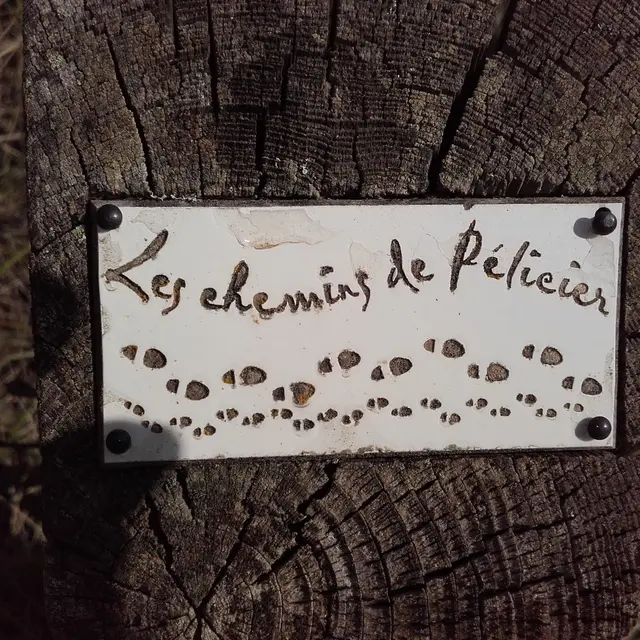 Les chemins de Pélicier